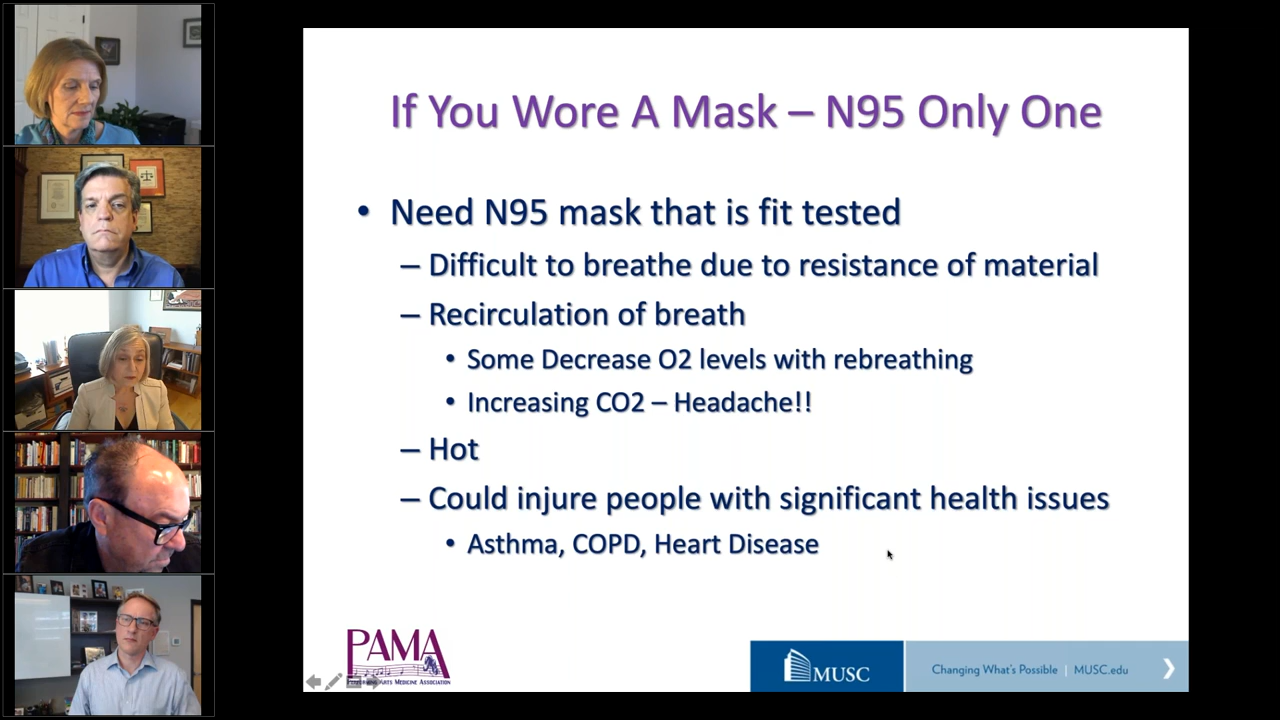 If You Wore A Mask – N95 Only One
• Need N95 mask that is fit tested
– Difficult to breathe due to resistance of material
– Recirculation of breath
• Some Decrease O2 levels with rebreathing
• Increasing CO2 – Headache!!
– Hot
– Could injure people with significant health issues
• Asthma, COPD, Heart Disease
PAMA
PERFORMING ARTS MEDICINE ASSOCIATION
MUSC
Changing What's Possible | MUSC.edu